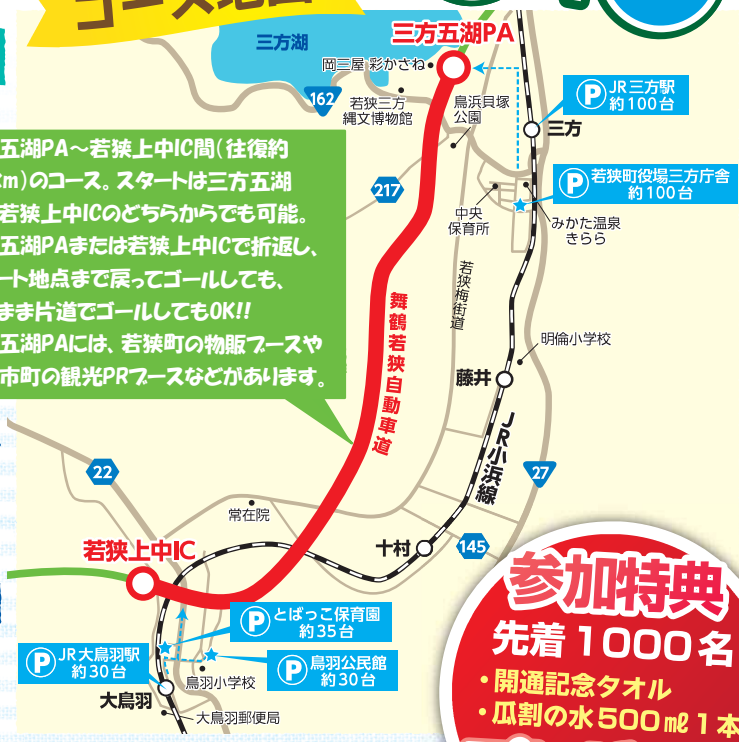 コース地図
三方湖
三方五湖PA
岡三屋 彩かさね
162
若狭三方
縄文博物館
鳥浜貝塚
公園
P JR三方駅
約100台
三方
五湖PA～若狭上中IC間(往復約
m)のコース。スタートは三方五湖
若狭上中ICのどちらからでも可能。
五湖PAまたは若狭上中ICで折返し、
ート地点まで戻ってゴールしても、
まま片道でゴールしてもOK!!
五湖PAには、若狭町の物販ブースや
市町の観光PRブースなどがあります。
217
P 若狭町役場三方庁舎
約100台
中央
保育所
みかた温泉
きらら
若狭梅街道
舞鶴若狭自動車道
明倫小学校
藤井
JR小浜線
27
22
常在院
十村
145
若狭上中IC
P とばっこ保育園
約35台
P JR大鳥羽駅
約30台
P 鳥羽公民館
約30台
鳥羽小学校
大鳥羽
大鳥羽郵便局
参加特典
先着1000名
・開通記念タオル
・瓜割の水500㎖1本